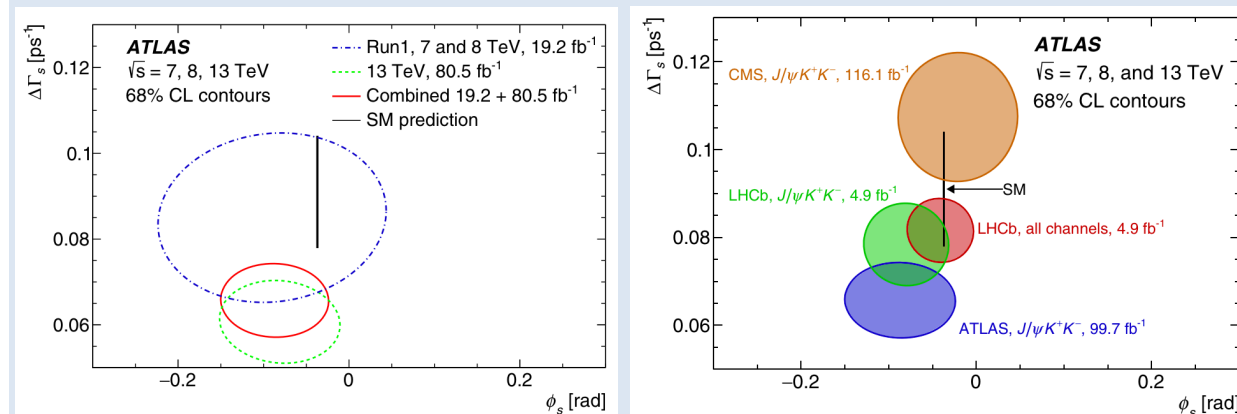 ΔΓs [ps-1]
ATLAS
√s = 7, 8, 13 TeV
68% CL contours
Run1, 7 and 8 TeV, 19.2 fb-1
13 TeV, 80.5 fb-1
Combined 19.2 + 80.5 fb-1
SM prediction
0.12
0.1
0.08
0.06
−0.2
0
0.2
ϕs [rad]
ΔΓs [ps-1]
ATLAS
√s = 7, 8, and 13 TeV
68% CL contours
CMS, J/ψK+K−, 116.1 fb-1
SM
LHCb, J/ψK+K−, 4.9 fb-1
LHCb, all channels, 4.9 fb-1
ATLAS, J/ψK+K−, 99.7 fb-1
0.12
0.1
0.08
0.06
−0.2
0
0.2
ϕs [rad]